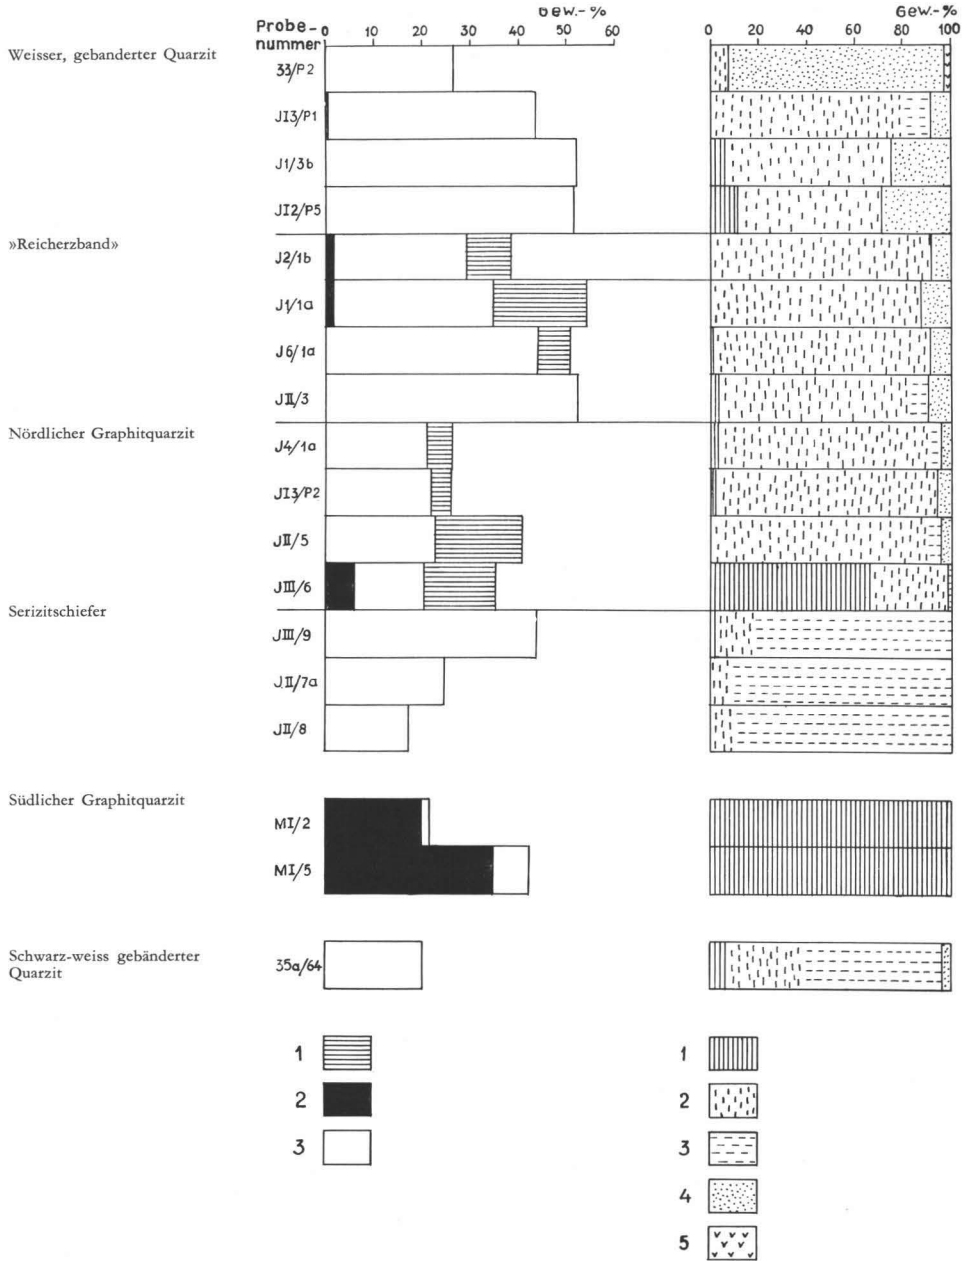 Gew.-% Gew.-%
Probe-
nummer 0 10 20 30 40 50 60 0 20 40 60 80 100
Weisser, gebanderter Quarzit
33/P2
JI3/P1
J1/3b
JI2/P5
»Reicherzband»
J2/1b
J1/1a
J6/1a
JII/3
Nördlicher Graphitquarzit
J4/1a
JI3/P2
JII/5
JIII/6
Serizitschiefer
JIII/9
JII/7a
JII/8
Südlicher Graphitquarzit
MI/2
MI/5
Schwarz-weiss gebänderter
Quarzit
35a/64
1 1
2 2
3 3
4
5